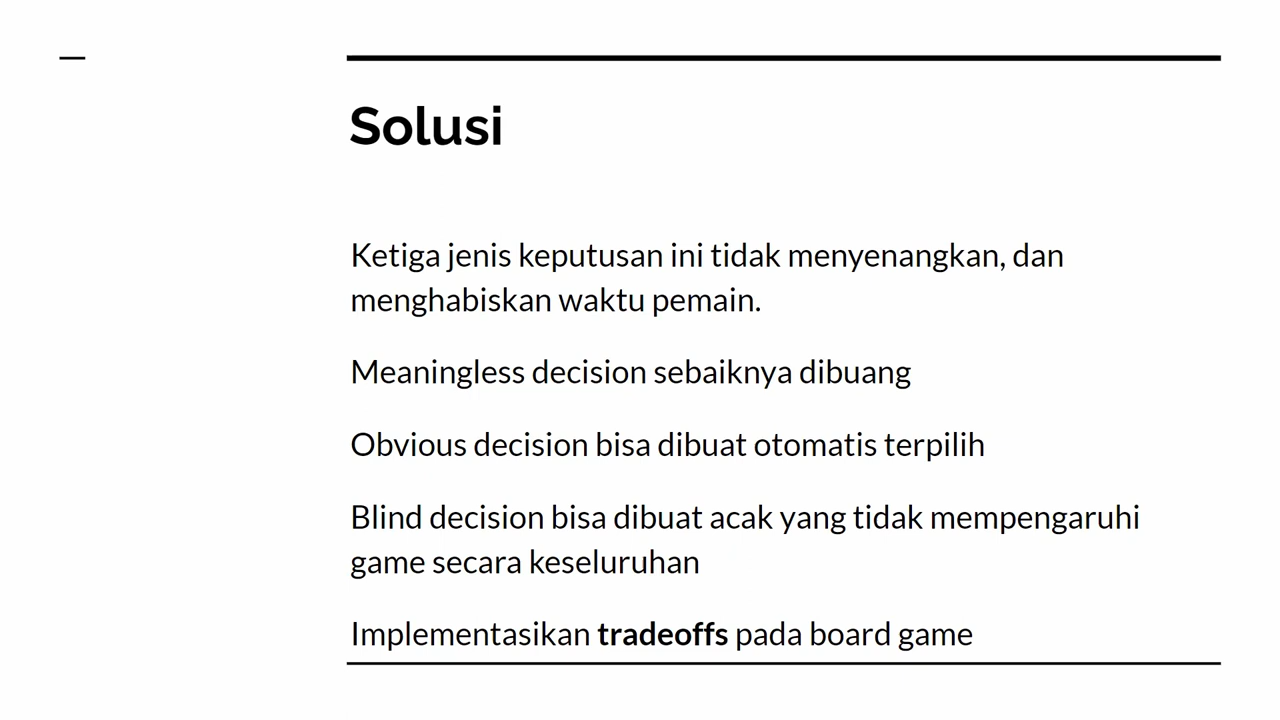 Solusi
Ketiga jenis keputusan ini tidak menyenangkan, dan
menghabiskan waktu pemain.
Meaningless decision sebaiknya dibuang
Obvious decision bisa dibuat otomatis terpilih
Blind decision bisa dibuat acak yang tidak mempengaruhi
game secara keseluruhan
Implementasikan tradeoffs pada board game